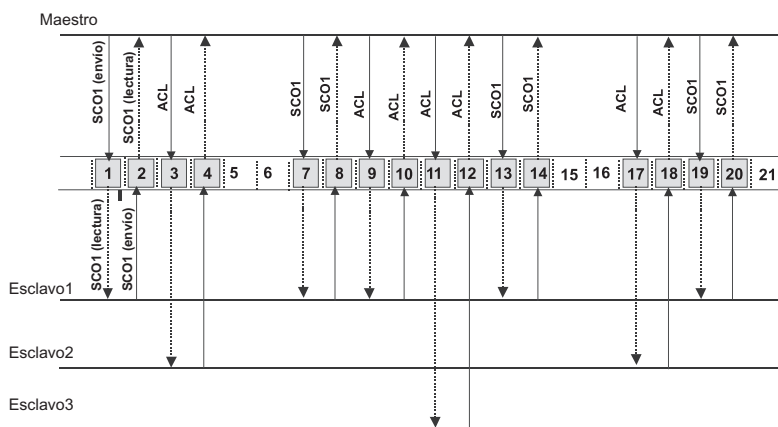 Maestro
SCO1 (envío)
SCO1 (lectura)
ACL
ACL
SCO1
SCO1
ACL
ACL
ACL
ACL
SCO1
SCO1
ACL
ACL
SCO1
SCO1
1 2 3 4 5 6 7 8 9 10 11 12 13 14 15 16 17 18 19 20 21
SCO1 (lectura)
SCO1 (envío)
Esclavo1
Esclavo2
Esclavo3